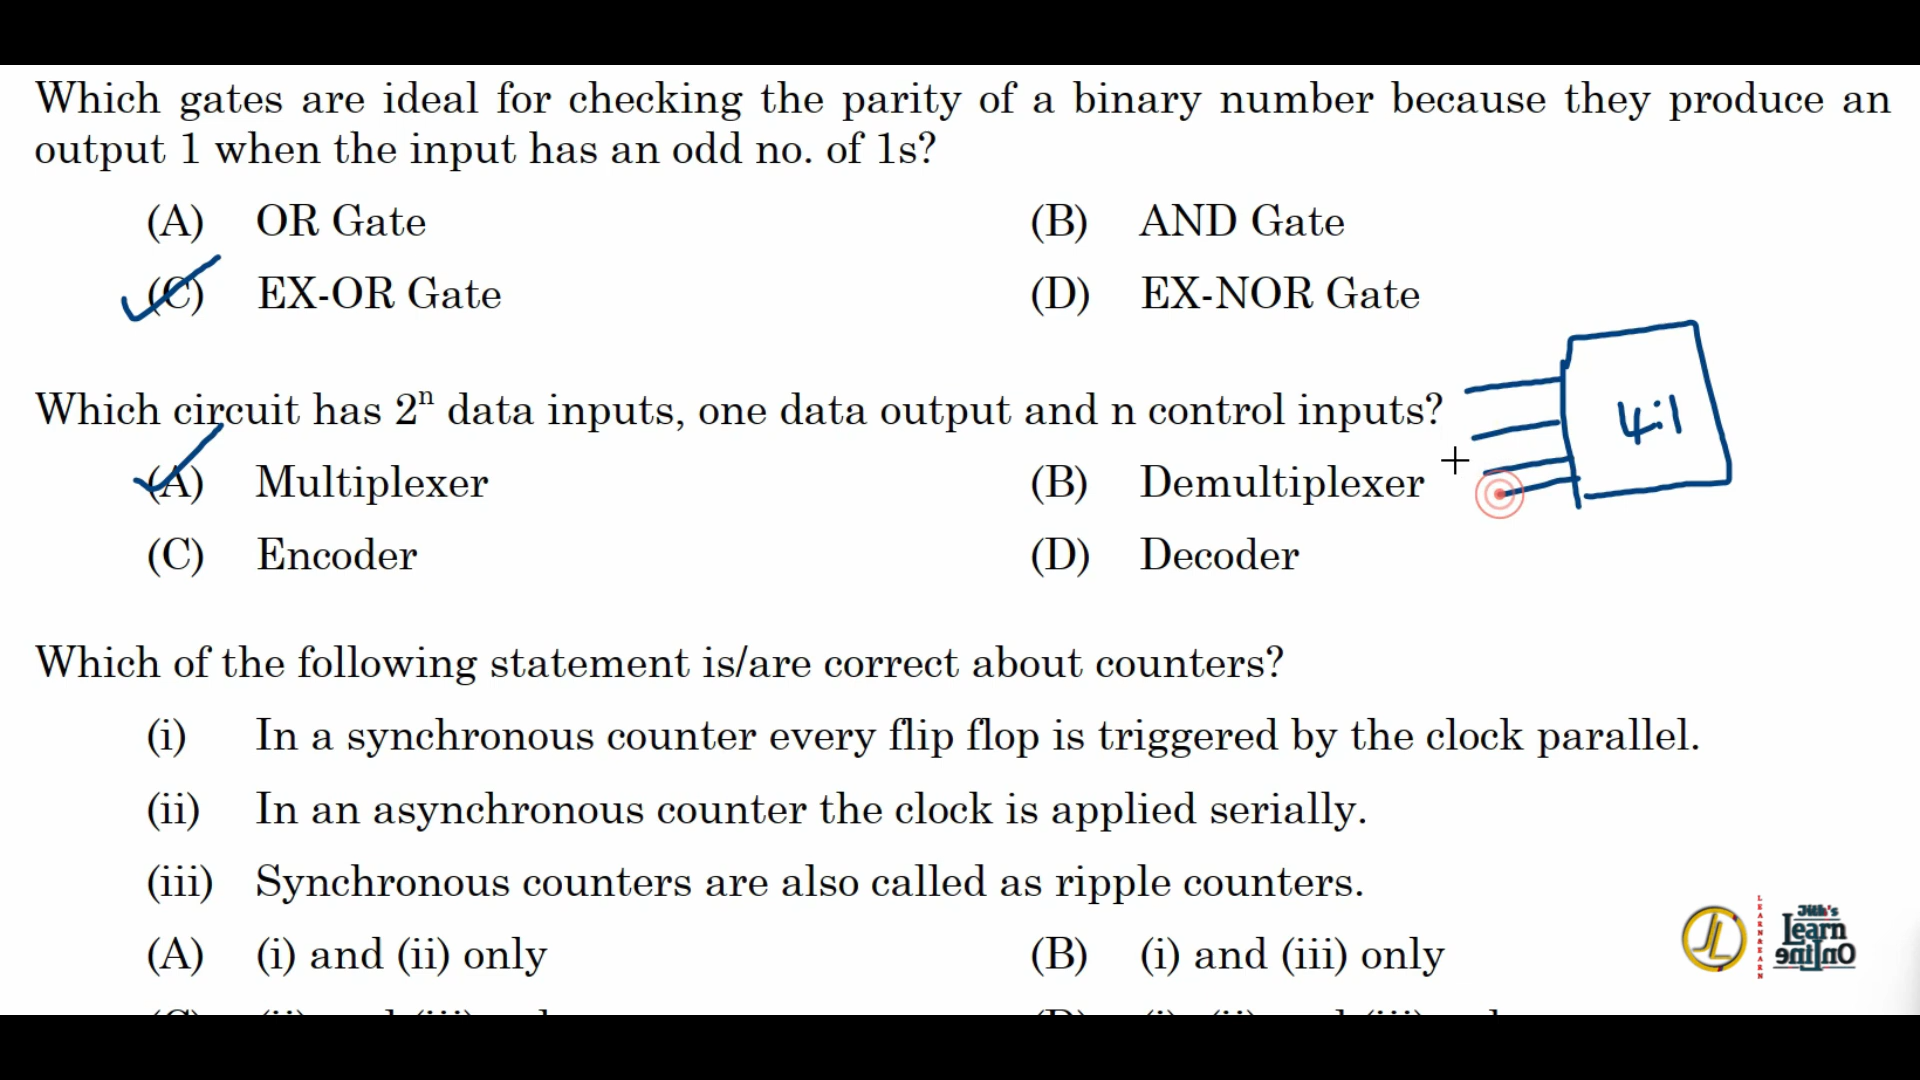 Which gates are ideal for checking the parity of a binary number because they produce an
output 1 when the input has an odd no. of 1s?
(A) OR Gate (B) AND Gate
(C) EX-OR Gate (D) EX-NOR Gate
Which circuit has 2ⁿ data inputs, one data output and n control inputs?
4:1
(A) Multiplexer (B) Demultiplexer
(C) Encoder (D) Decoder
Which of the following statement is/are correct about counters?
(i) In a synchronous counter every flip flop is triggered by the clock parallel.
(ii) In an asynchronous counter the clock is applied serially.
(iii) Synchronous counters are also called as ripple counters.
(A) (i) and (ii) only (B) (i) and (iii) only
JL
LEARN&EARN
Jith's
Learn
OnLine